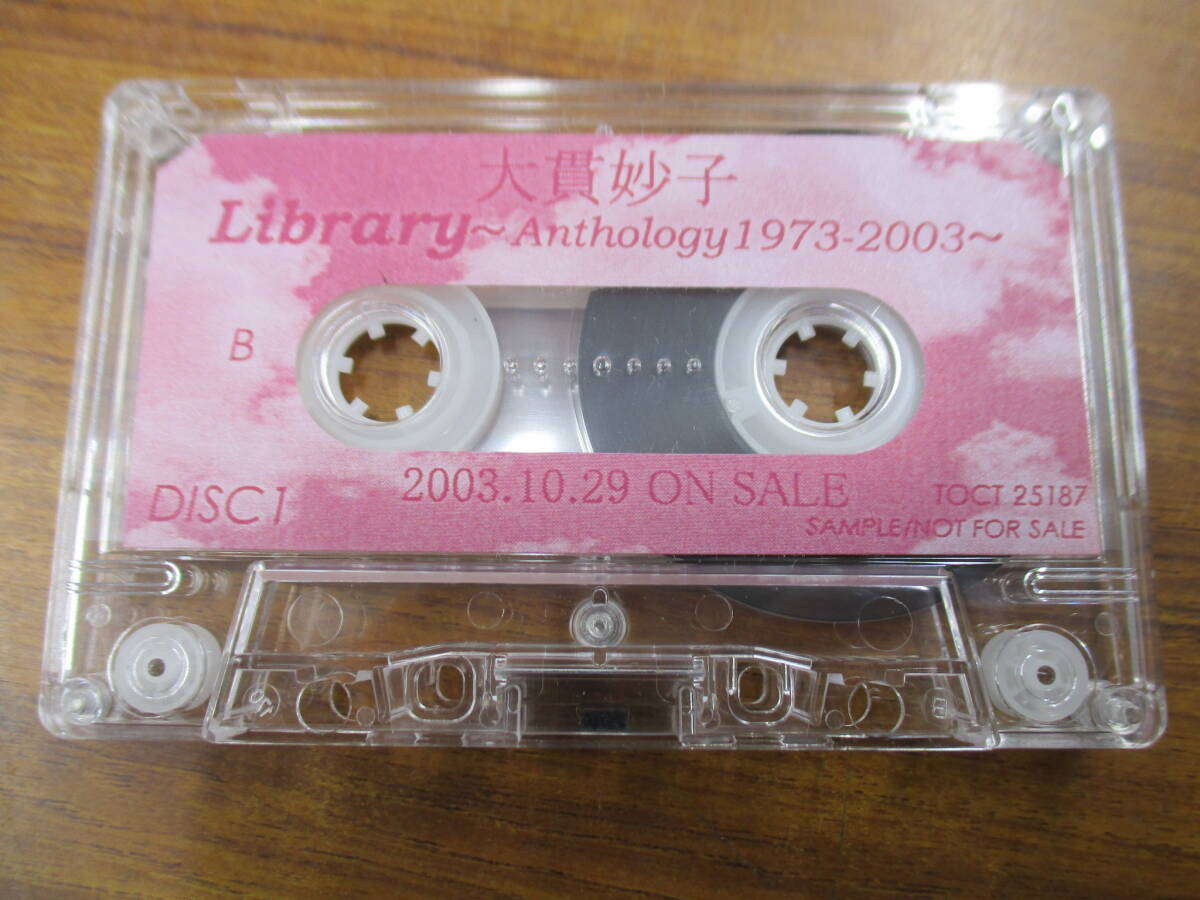 大貫妙子
Library~Anthology1973-2003~
B
2003.10.29 ON SALE
DISC1
TOCT 25187
SAMPLE/NOT FOR SALE